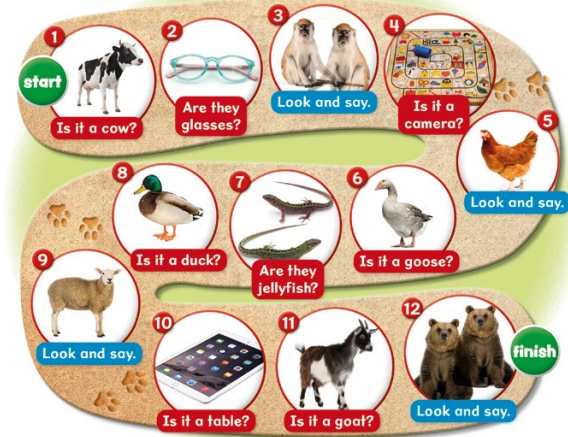 start
1
Is it a cow?
2
Are they
glasses?
3
Look and say.
4
Is it a
camera?
5
Look and say.
6
Is it a goose?
7
Are they
jellyfish?
8
Is it a duck?
9
Look and say.
10
Is it a table?
11
Is it a goat?
12
Look and say.
finish